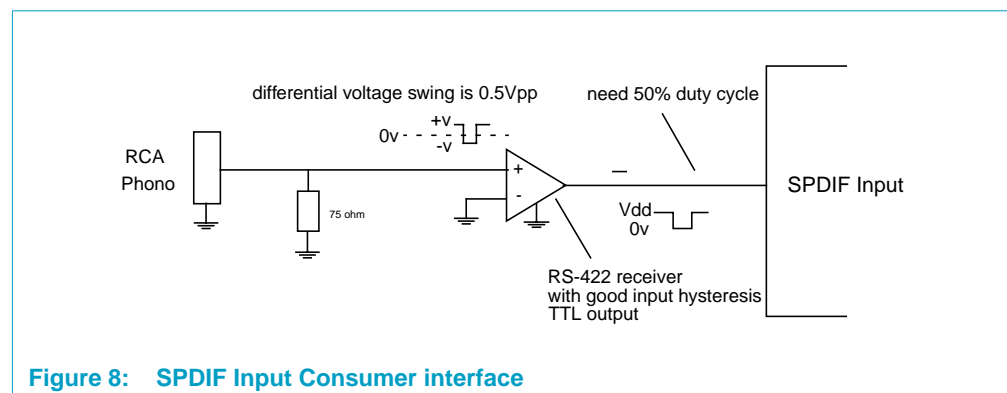 differential voltage swing is 0.5Vpp
need 50% duty cycle
+v
0v
-v
RCA
Phono
+
-
75 ohm
SPDIF Input
Vdd
0v
RS-422 receiver
with good input hysteresis
TTL output
Figure 8: SPDIF Input Consumer interface